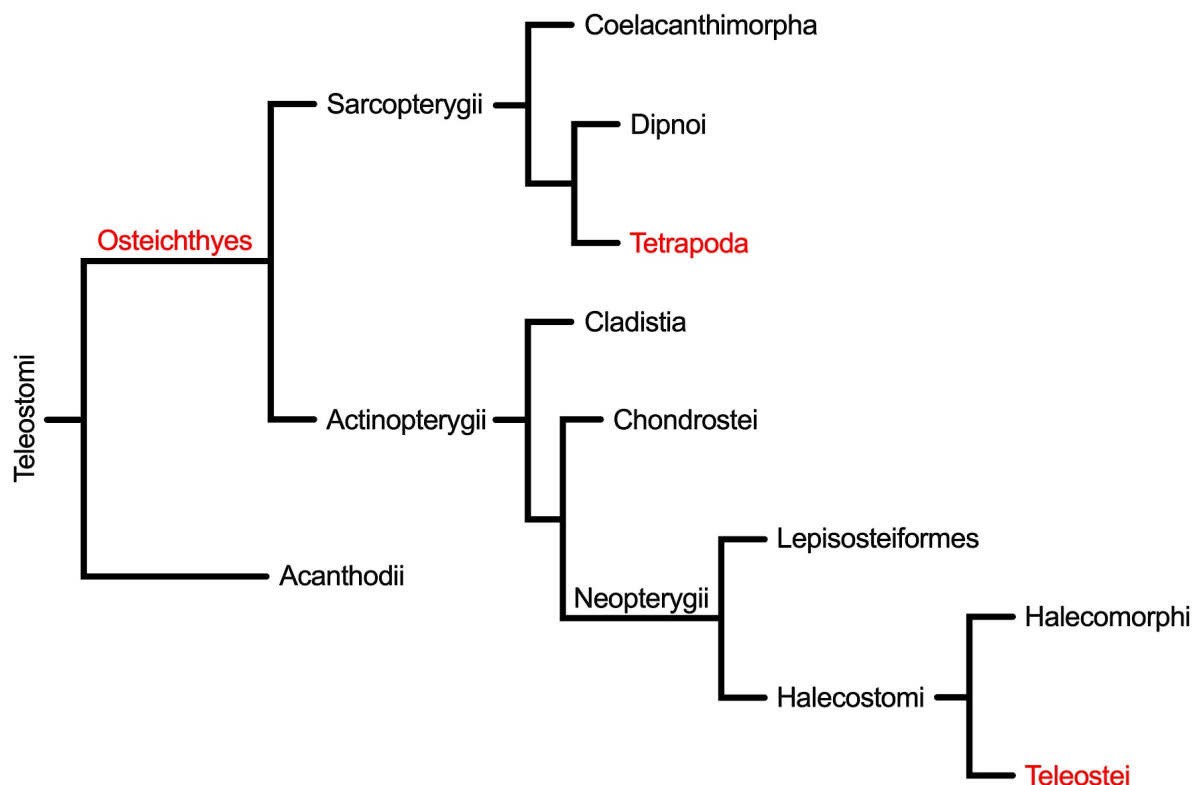 Coelacanthimorpha
Sarcopterygii
Dipnoi
Osteichthyes
Tetrapoda
Cladistia
Teleostomi
Actinopterygii
Chondrostei
Lepisosteiformes
Acanthodii
Neopterygii
Halecomorphi
Halecostomi
Teleostei